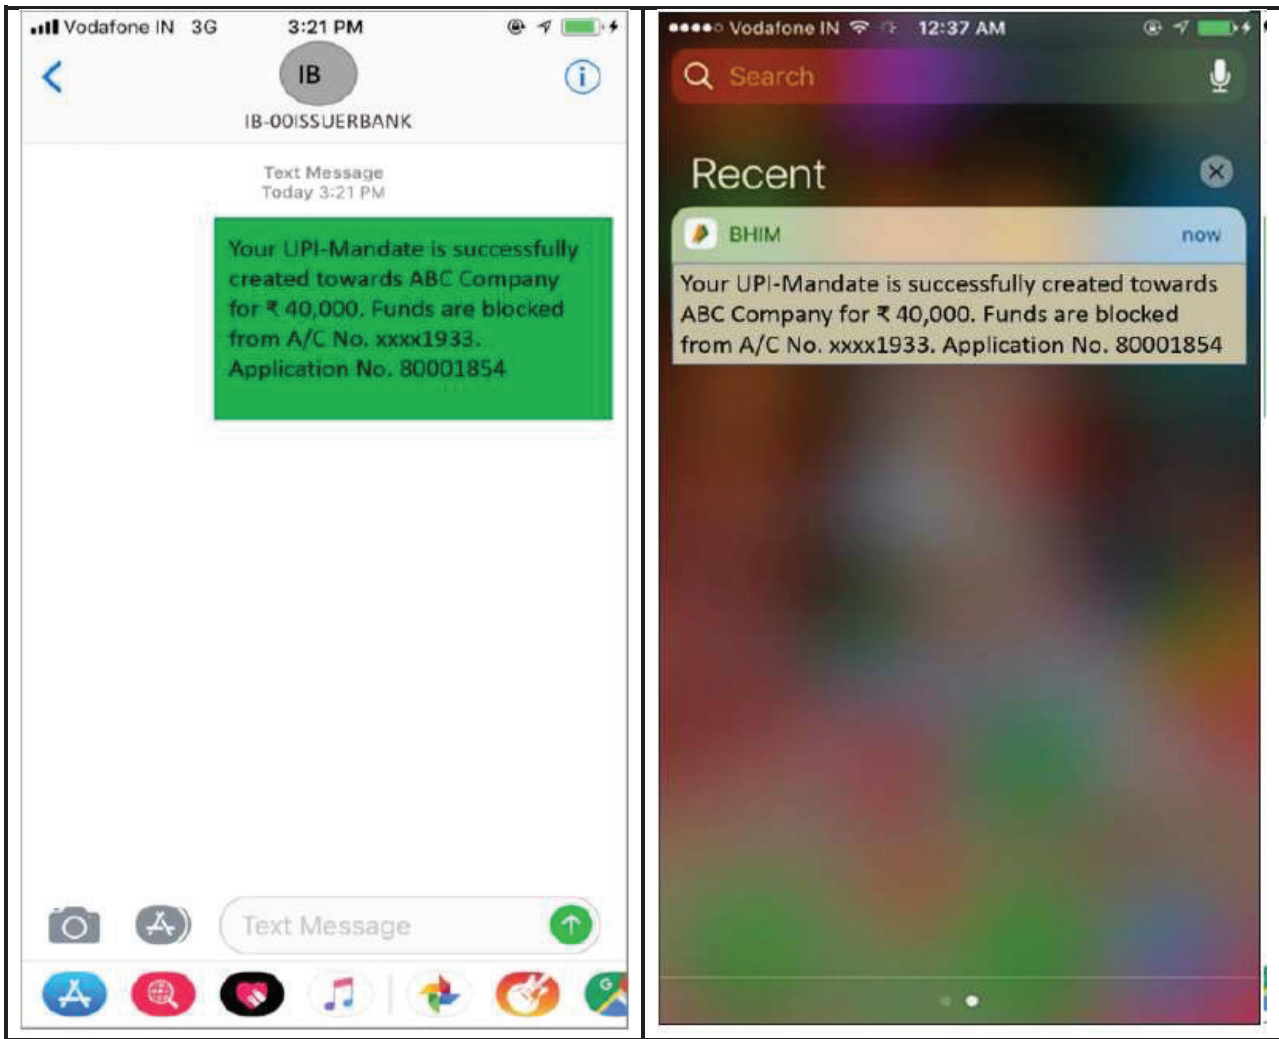 Vodafone IN 3G 3:21 PM
IB
IB-00ISSUERBANK
Text Message
Today 3:21 PM
Your UPI-Mandate is successfully
created towards ABC Company
for ₹ 40,000. Funds are blocked
from A/C No. xxxx1933.
Application No. 80001854
Text Message
Vodafone IN 12:37 AM
Search
Recent
BHIM now
Your UPI-Mandate is successfully created towards
ABC Company for ₹ 40,000. Funds are blocked
from A/C No. xxxx1933. Application No. 80001854